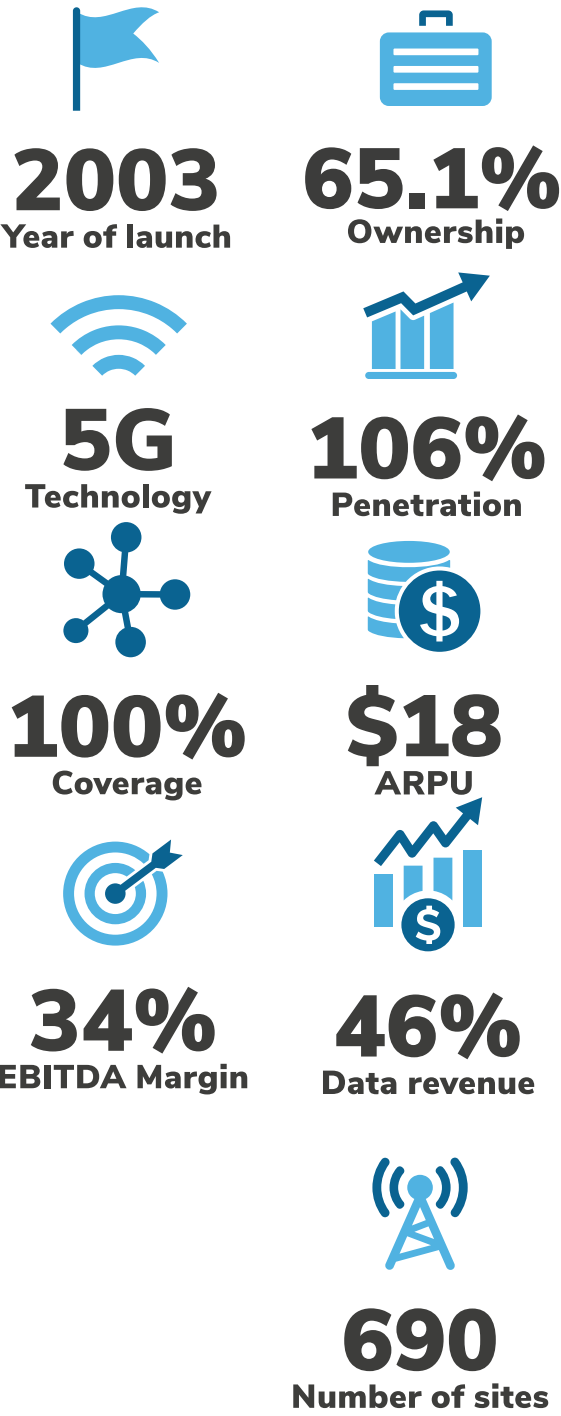 2003
Year of launch
65.1%
Ownership
5G
Technology
106%
Penetration
100%
Coverage
$18
ARPU
34%
EBITDA Margin
46%
Data revenue
690
Number of sites